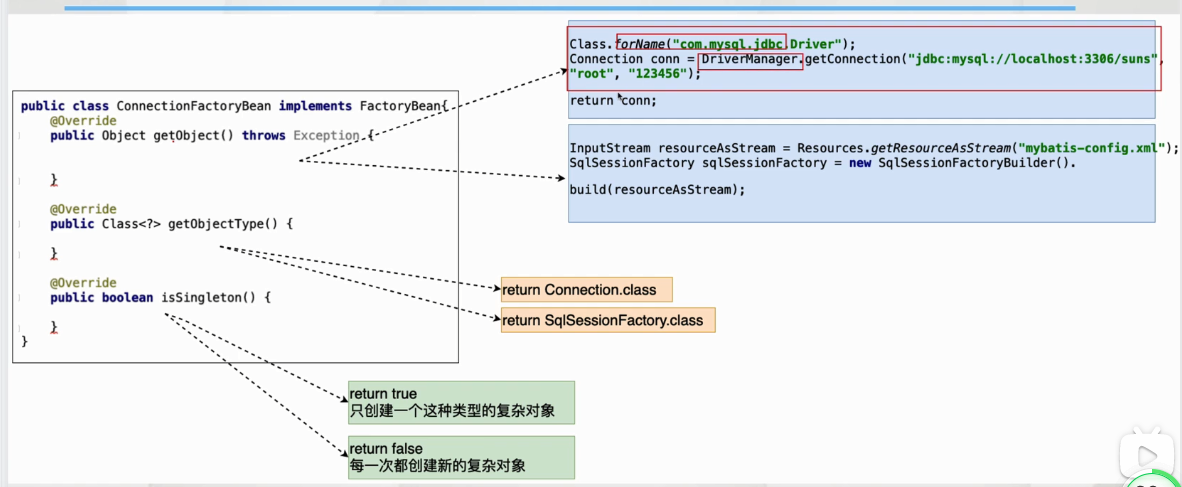 public class ConnectionFactoryBean implements FactoryBean{
@Override
public Object getObject() throws Exception {
}
@Override
public Class<?> getObjectType() {
}
@Override
public boolean isSingleton() {
}
}
Class.forName("com.mysql.jdbc.Driver");
Connection conn = DriverManager.getConnection("jdbc:mysql://localhost:3306/suns",
"root", "123456");
return conn;
InputStream resourceAsStream = Resources.getResourceAsStream("mybatis-config.xml");
SqlSessionFactory sqlSessionFactory = new SqlSessionFactoryBuilder().
build(resourceAsStream);
return Connection.class
return SqlSessionFactory.class
return true
只创建一个这种类型的复杂对象
return false
每一次都创建新的复杂对象